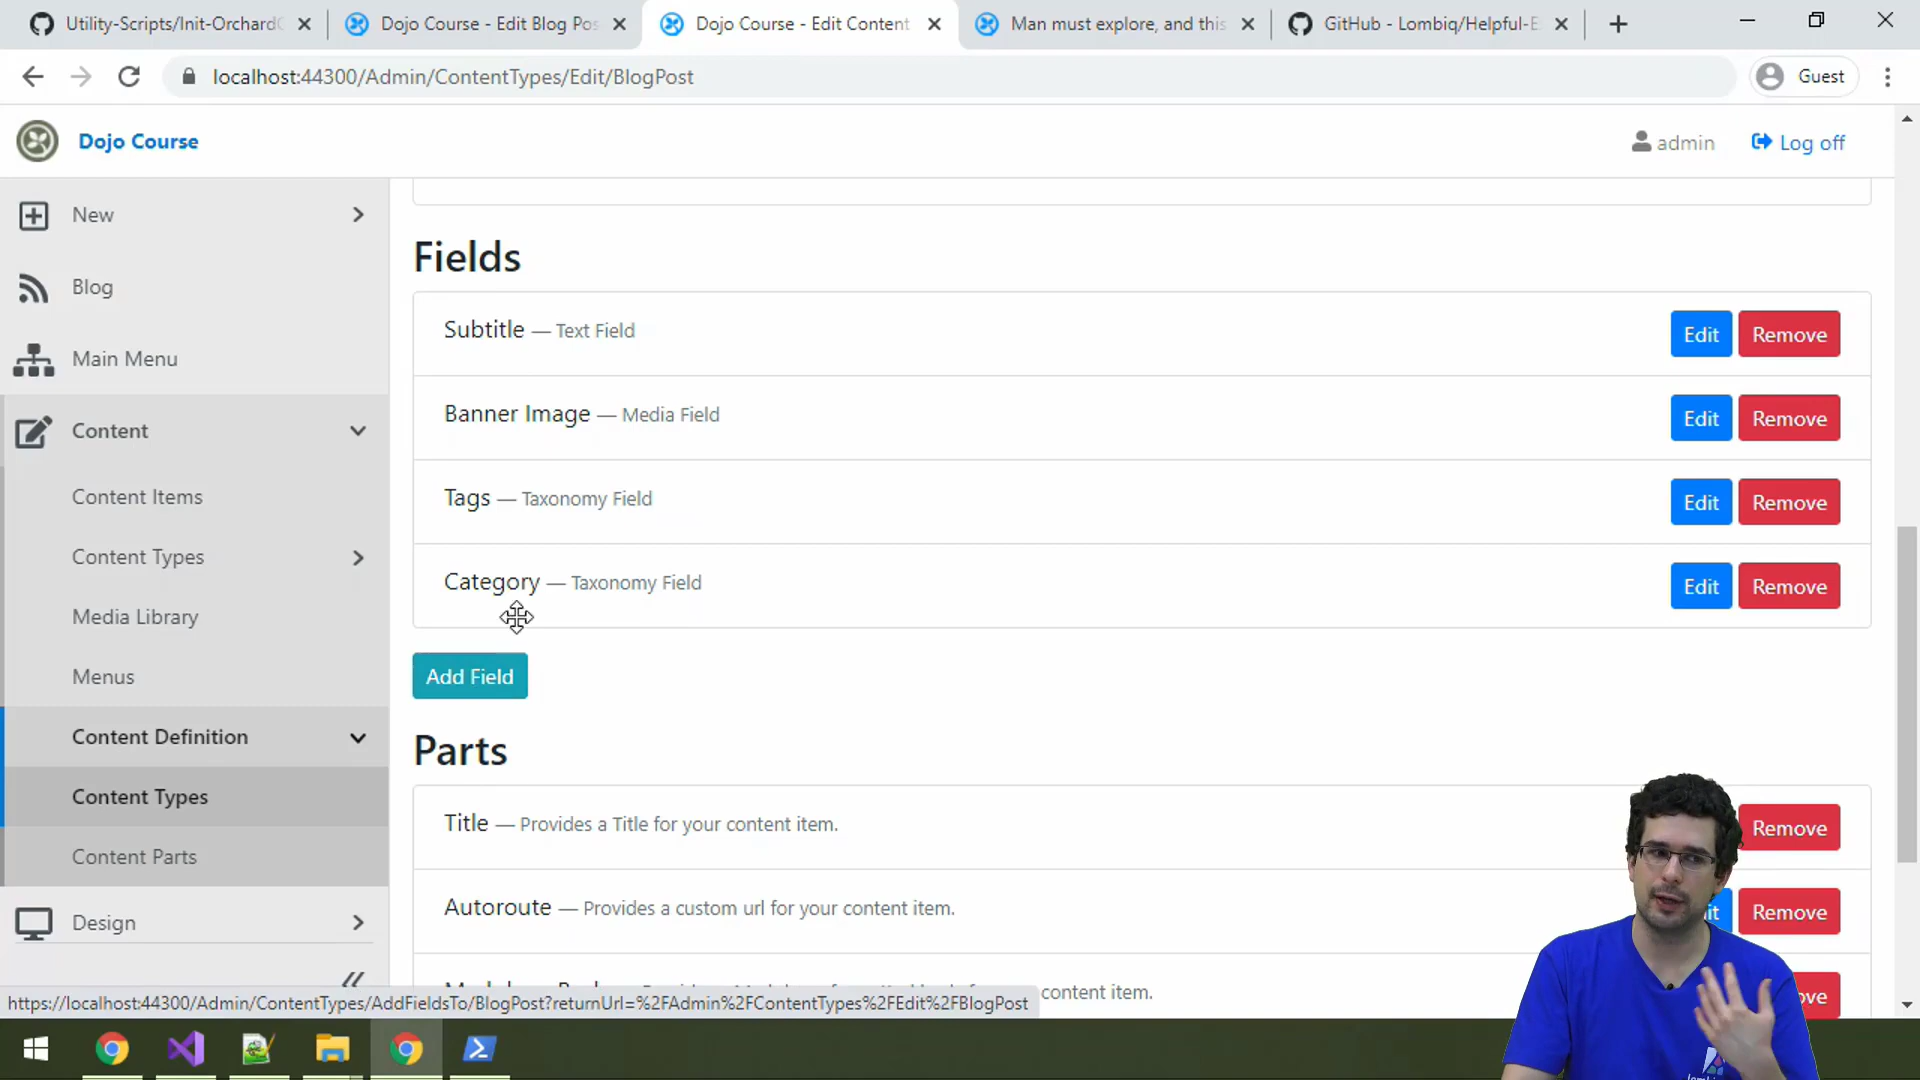 Utility-Scripts/Init-Orchard
Dojo Course - Edit Blog Pos
Dojo Course - Edit Content
Man must explore, and this
GitHub - Lombiq/Helpful-E
localhost:44300/Admin/ContentTypes/Edit/BlogPost
Guest
Dojo Course
admin
Log off
New
Blog
Main Menu
Content
Content Items
Content Types
Media Library
Menus
Content Definition
Content Types
Content Parts
Design
Fields
Subtitle — Text Field
Edit
Remove
Banner Image — Media Field
Edit
Remove
Tags — Taxonomy Field
Edit
Remove
Category — Taxonomy Field
Edit
Remove
Add Field
Parts
Title — Provides a Title for your content item.
Remove
Autoroute — Provides a custom url for your content item.
Remove
content item.
https://localhost:44300/Admin/ContentTypes/AddFieldsTo/BlogPost?returnUrl=%2FAdmin%2FContentTypes%2FEdit%2FBlogPost